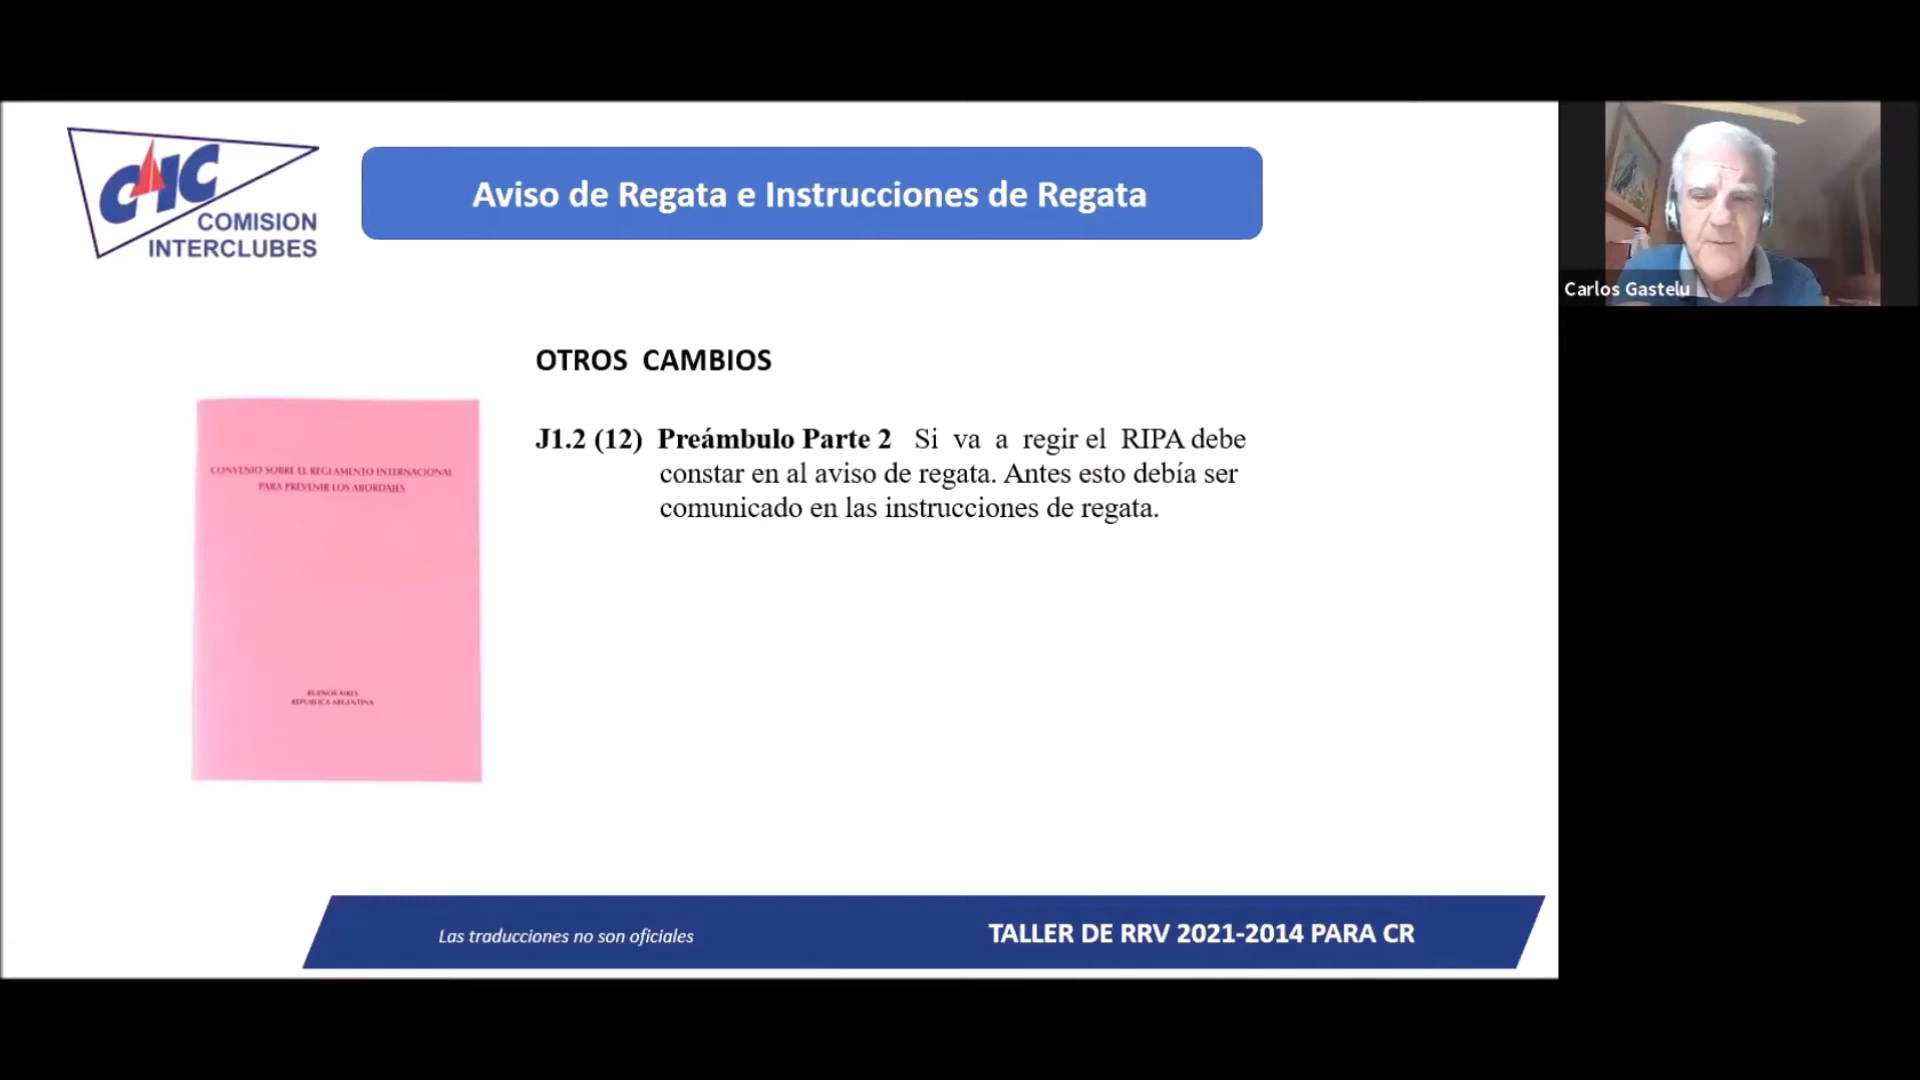 CIC
COMISION
INTERCLUBES
Aviso de Regata e Instrucciones de Regata
Carlos Gastelu
OTROS CAMBIOS
J1.2 (12) Preámbulo Parte 2 Si va a regir el RIPA debe
constar en al aviso de regata. Antes esto debía ser
comunicado en las instrucciones de regata.
CONVENIO SOBRE EL REGLAMENTO INTERNACIONAL
PARA PREVENIR LOS ABORDAJES
BUENOS AIRES
REPUBLICA ARGENTINA
Las traducciones no son oficiales
TALLER DE RRV 2021-2014 PARA CR